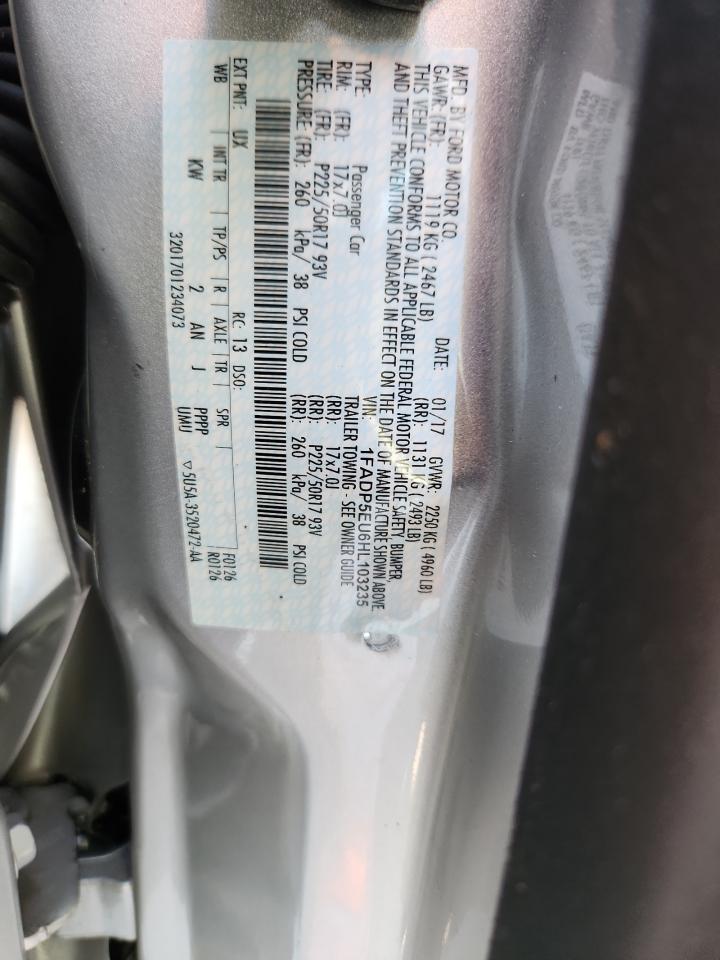 MFD. BY FORD MOTOR CO.
DATE: 01/17 GVWR: 2250 KG ( 4960 LB)
GAWR: (FR): 1119 KG ( 2467 LB) (RR): 1131 KG ( 2493 LB)
THIS VEHICLE CONFORMS TO ALL APPLICABLE FEDERAL MOTOR VEHICLE SAFETY, BUMPER,
AND THEFT PREVENTION STANDARDS IN EFFECT ON THE DATE OF MANUFACTURE SHOWN ABOVE.
VIN: 1FADP5EU6HL103235
TYPE: Passenger Car TRAILER TOWING - SEE OWNER GUIDE
RIM: (FR): 17x7.0J (RR): 17x7.0J
TIRE: (FR): P225/50R17 93V (RR): P225/50R17 93V
PRESSURE: (FR): 260 kPa/ 38 PSI COLD (RR): 260 kPa/ 38 PSI COLD
EXT PNT: UX RC: 13 DSO: F0126
R0126
WB INT TR TP/PS R AXLE TR SPR
KW 2 AN J PPPP
UMU
▽5U5A-3520472-AA
3201701234073